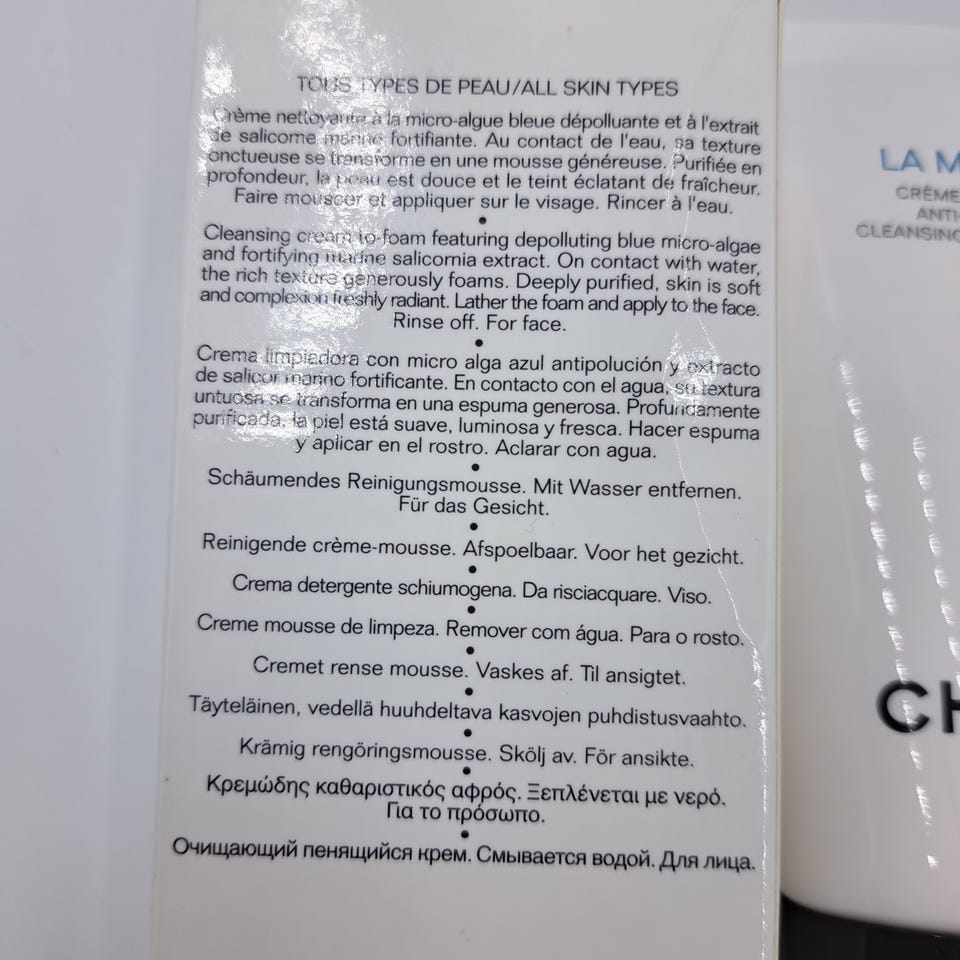 TOUS TYPES DE PEAU/ALL SKIN TYPES
Crème nettoyante à la micro-algue bleue dépolluante et à l'extrait
de salicorne marine fortifiante. Au contact de l'eau, sa texture
onctueuse se transforme en une mousse généreuse. Purifiée en
profondeur, la peau est douce et le teint éclatant de fraîcheur.
Faire mousser et appliquer sur le visage. Rincer à l'eau.
•
Cleansing cream-to-foam featuring depolluting blue micro-algae
and fortifying marine salicornia extract. On contact with water,
the rich texture generously foams. Deeply purified, skin is soft
and complexion freshly radiant. Lather the foam and apply to the face.
Rinse off. For face.
•
Crema limpiadora con micro alga azul antipolución y extracto
de salicor marino fortificante. En contacto con el agua, su textura
untuosa se transforma en una espuma generosa. Profundamente
purificada, la piel está suave, luminosa y fresca. Hacer espuma
y aplicar en el rostro. Aclarar con agua.
•
Schäumendes Reinigungsmousse. Mit Wasser entfernen.
Für das Gesicht.
•
Reinigende crème-mousse. Afspoelbaar. Voor het gezicht.
•
Crema detergente schiumogena. Da risciacquare. Viso.
•
Creme mousse de limpeza. Remover com água. Para o rosto.
•
Cremet rense mousse. Vaskes af. Til ansigtet.
•
Täyteläinen, vedellä huuhdeltava kasvojen puhdistusvaahto.
•
Krämig rengöringsmousse. Skölj av. För ansikte.
•
Κρεμώδης καθαριστικός αφρός. Ξεπλένεται με νερό.
Για το πρόσωπο.
•
Очищающий пенящийся крем. Смывается водой. Для лица.
LA M
CRÈME
ANTI-
CLEANSING
CH